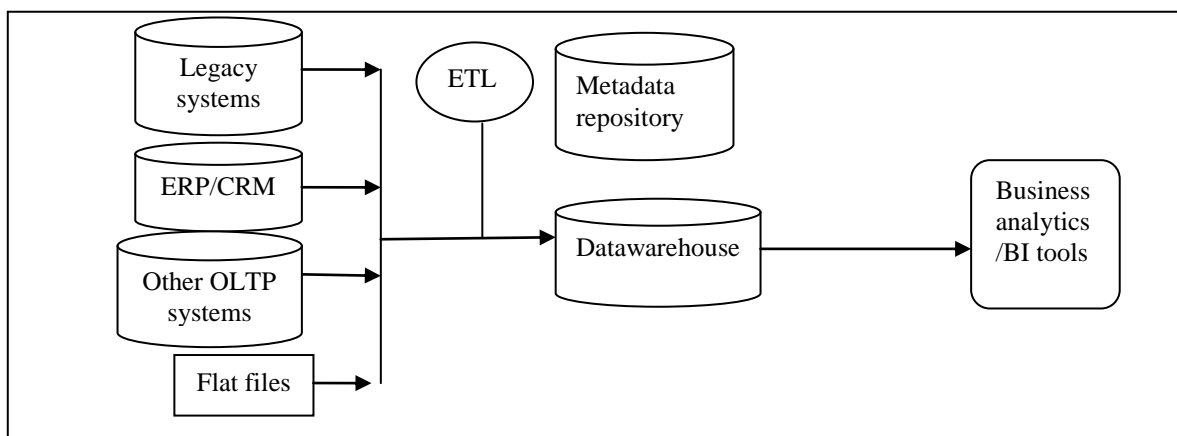 Legacy
systems
ERP/CRM
Other OLTP
systems
Flat files
ETL
Metadata
repository
Datawarehouse
Business
analytics
/BI tools